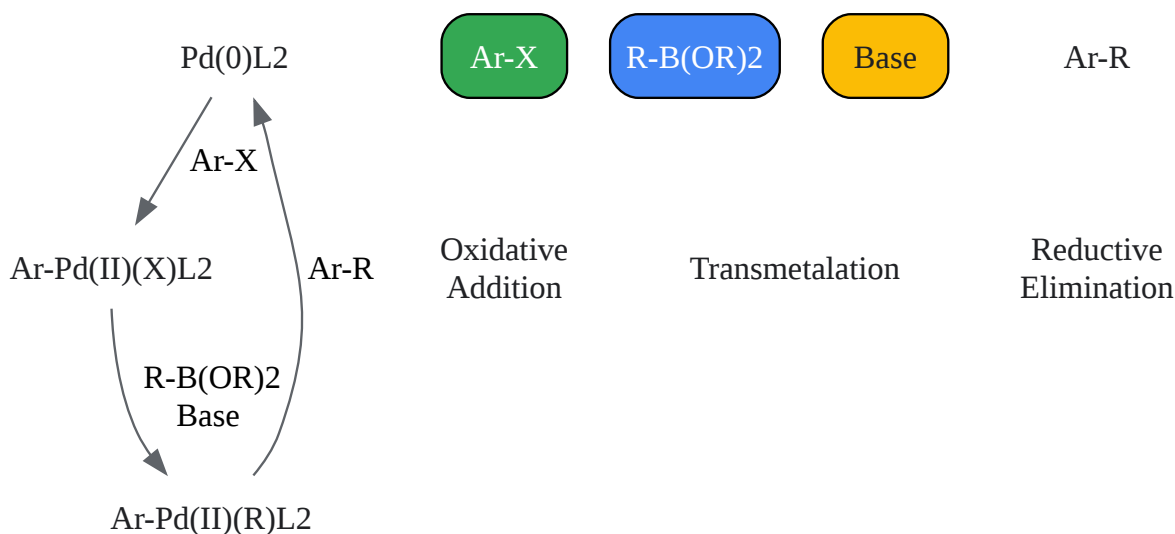 Pd(0)L2
Ar-X
R-B(OR)2
Base
Ar-R
Ar-X
Ar-Pd(II)(X)L2
Ar-R
Oxidative
Addition
Transmetalation
Reductive
Elimination
R-B(OR)2
Base
Ar-Pd(II)(R)L2